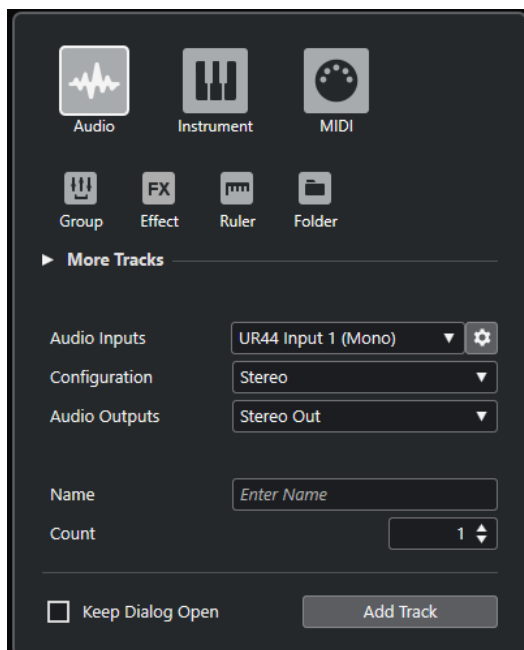 Audio Instrument MIDI
FX
Group Effect Ruler Folder
More Tracks
Audio Inputs UR44 Input 1 (Mono)
Configuration Stereo
Audio Outputs Stereo Out
Name Enter Name
Count 1
Keep Dialog Open Add Track